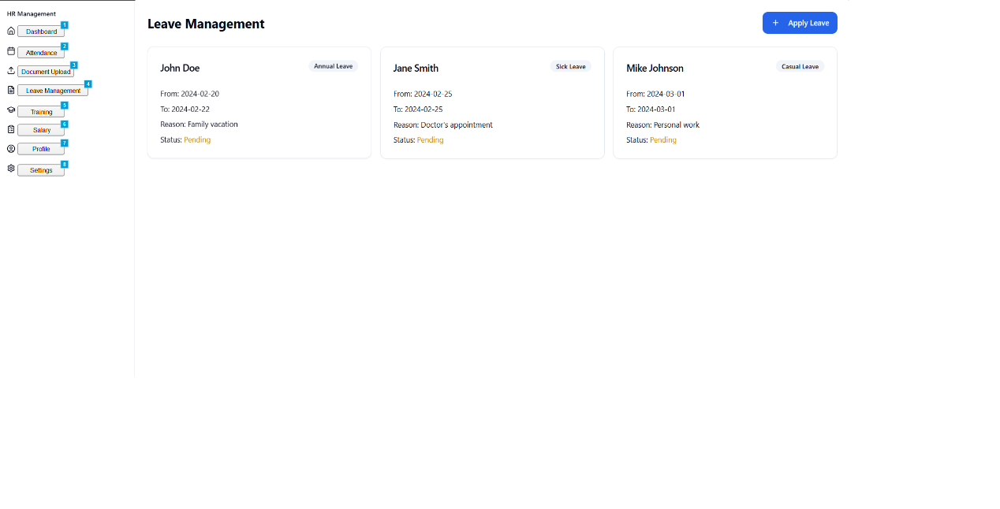 HR Management
1
Dashboard
2
Attendance
3
Document Upload
4
Leave Management
5
Training
6
Salary
7
Profile
8
Settings
Leave Management
+ Apply Leave
John Doe
Annual Leave
From: 2024-02-20
To: 2024-02-22
Reason: Family vacation
Status: Pending
Jane Smith
Sick Leave
From: 2024-02-25
To: 2024-02-25
Reason: Doctor's appointment
Status: Pending
Mike Johnson
Casual Leave
From: 2024-03-01
To: 2024-03-01
Reason: Personal work
Status: Pending